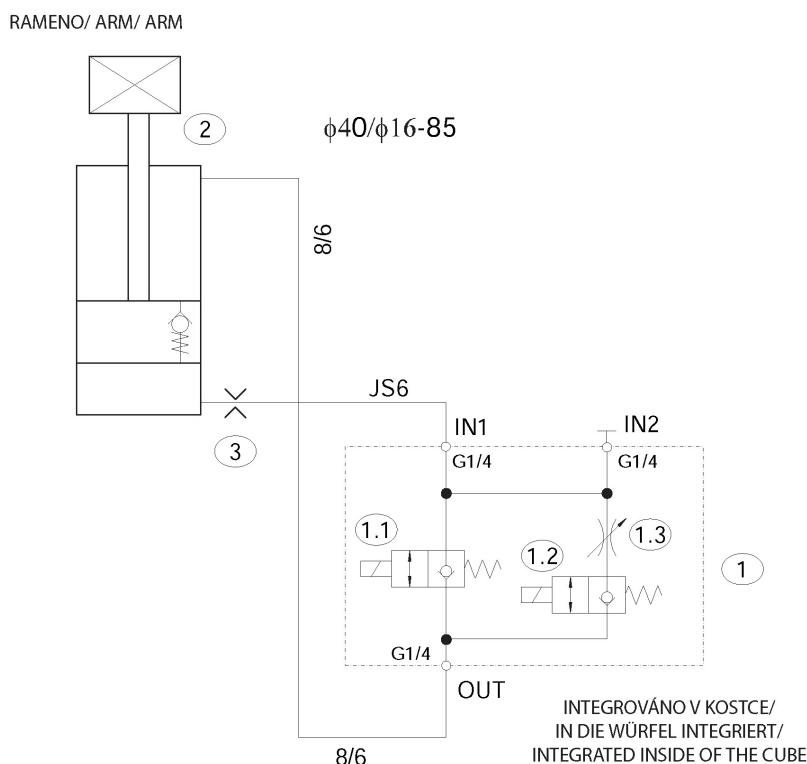 RAMENO/ ARM/ ARM
2
ϕ40/ϕ16-85
8/6
JS6
3
IN1
IN2
G1/4
G1/4
1.1
1.2
1.3
1
G1/4
OUT
8/6
INTEGROVÁNO V KOSTCE/
IN DIE WÜRFEL INTEGRIERT/
INTEGRATED INSIDE OF THE CUBE